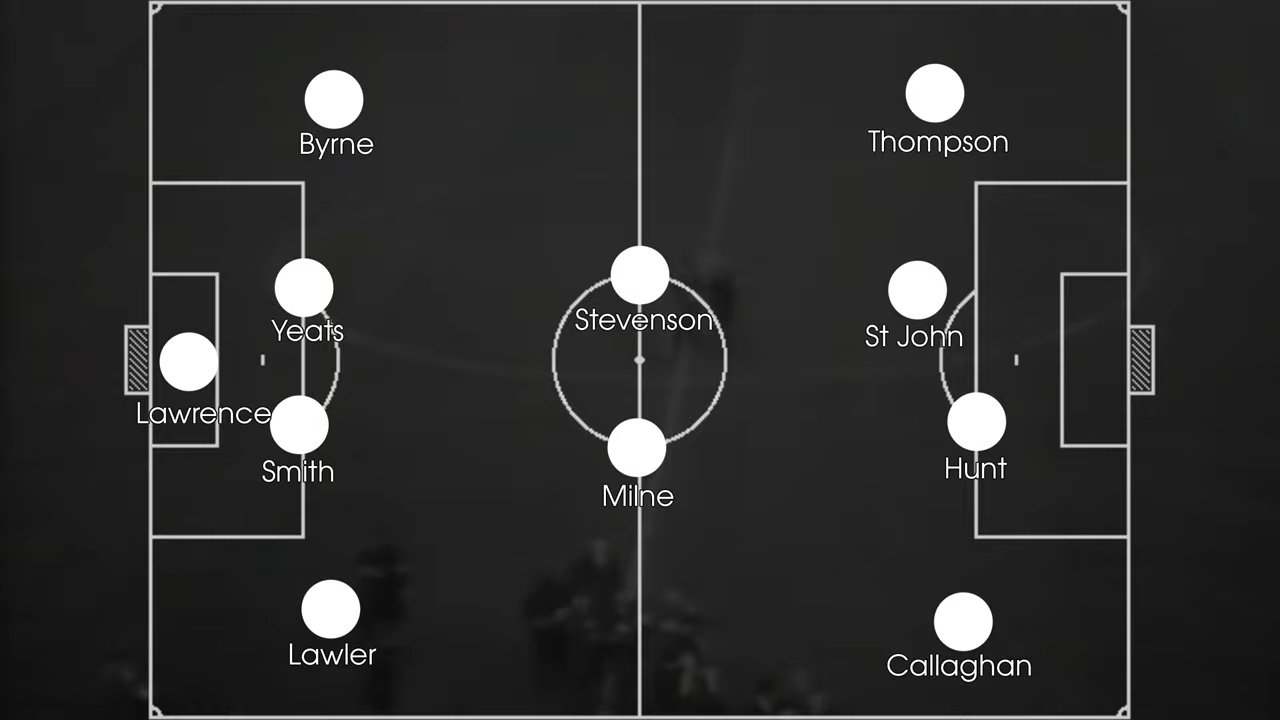 Byrne
Thompson
Yeats
Stevenson
St John
Lawrence
Smith
Hunt
Milne
Lawler
Callaghan